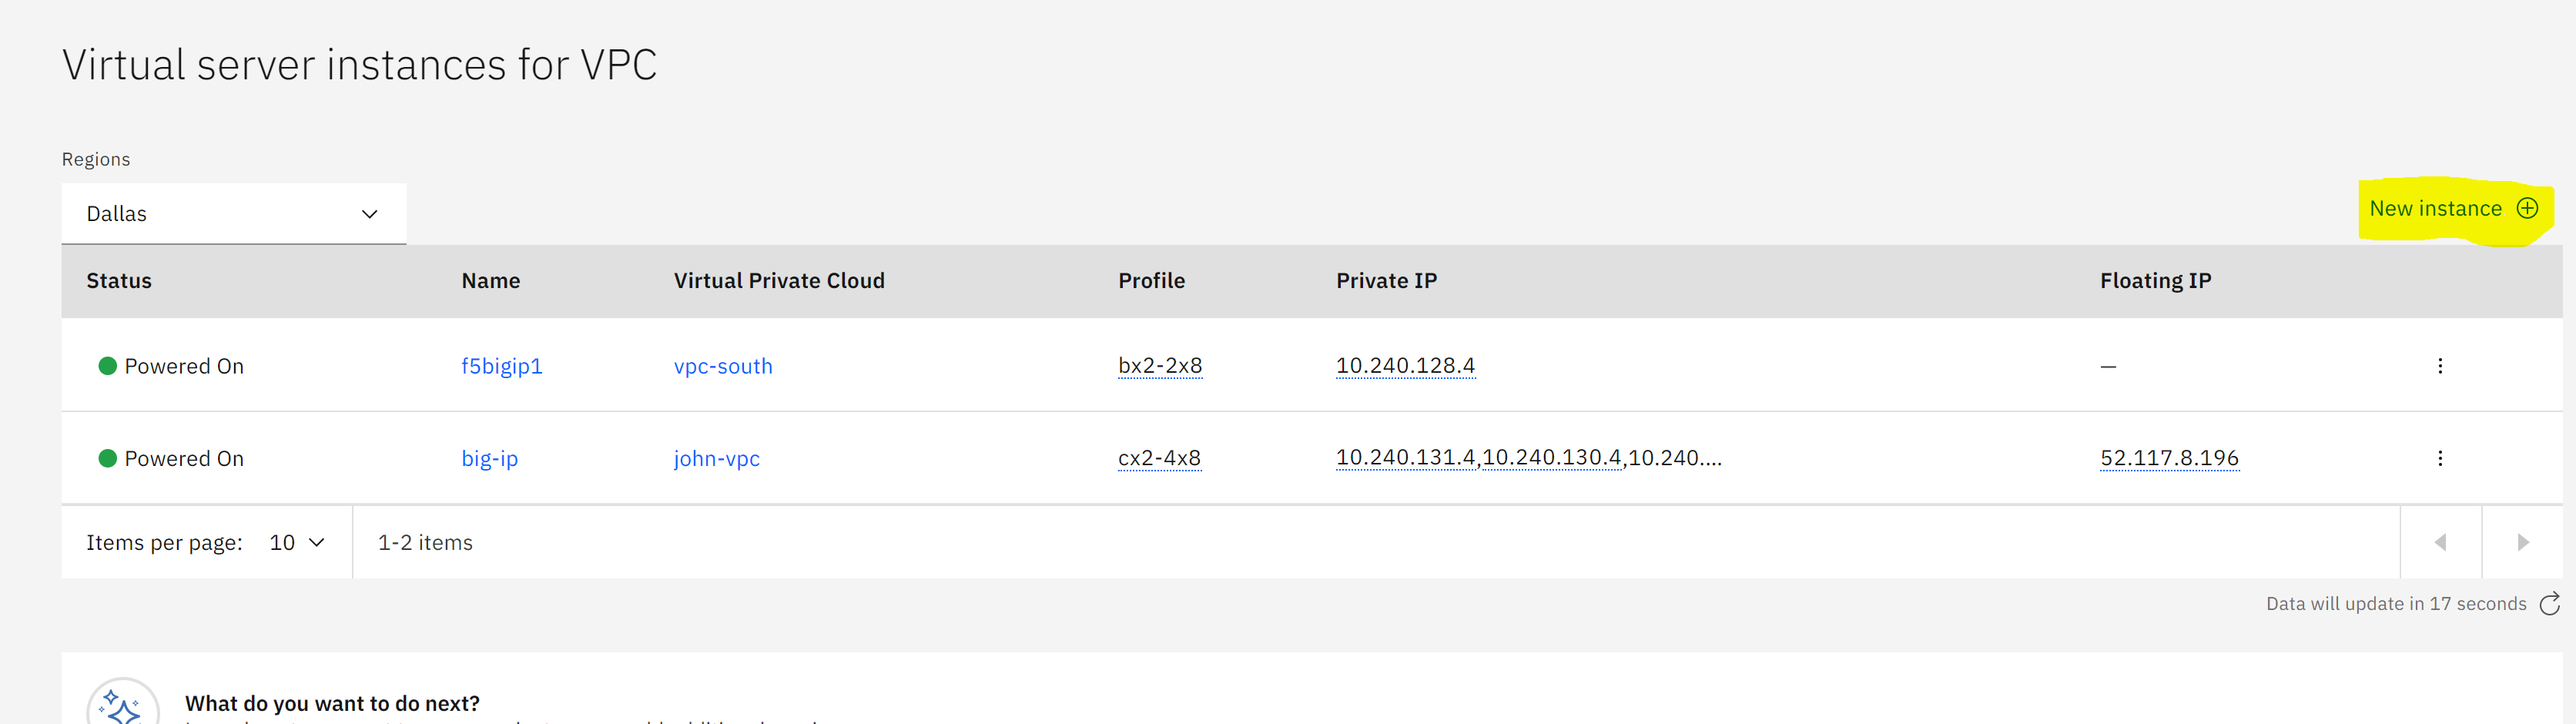 Virtual server instances for VPC
Regions
Dallas
New instance
Status Name Virtual Private Cloud Profile Private IP Floating IP
Powered On f5bigip1 vpc-south bx2-2x8 10.240.128.4 —
Powered On big-ip john-vpc cx2-4x8 10.240.131.4,10.240.130.4,10.240.... 52.117.8.196
Items per page: 10 1-2 items
Data will update in 17 seconds
What do you want to do next?